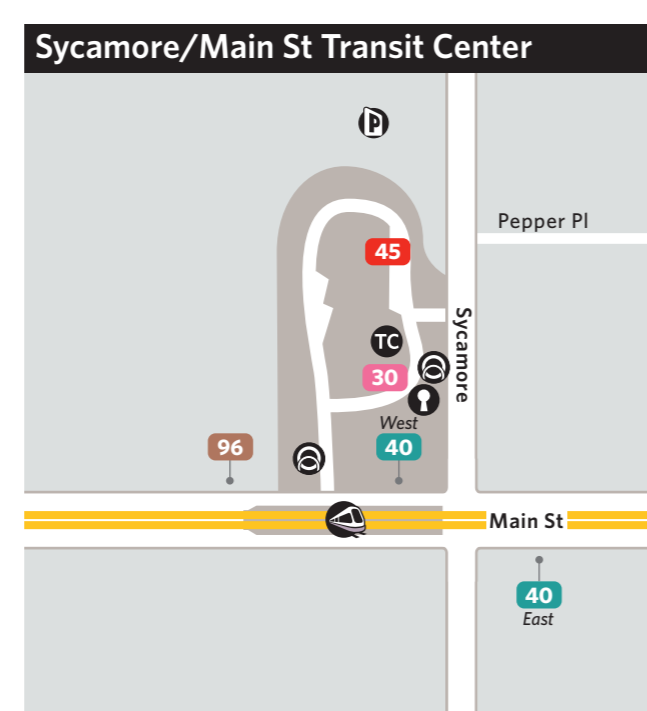 Sycamore/Main St Transit Center
P
Pepper Pl
45
Sycamore
TC
30
West
96
40
Main St
40
East